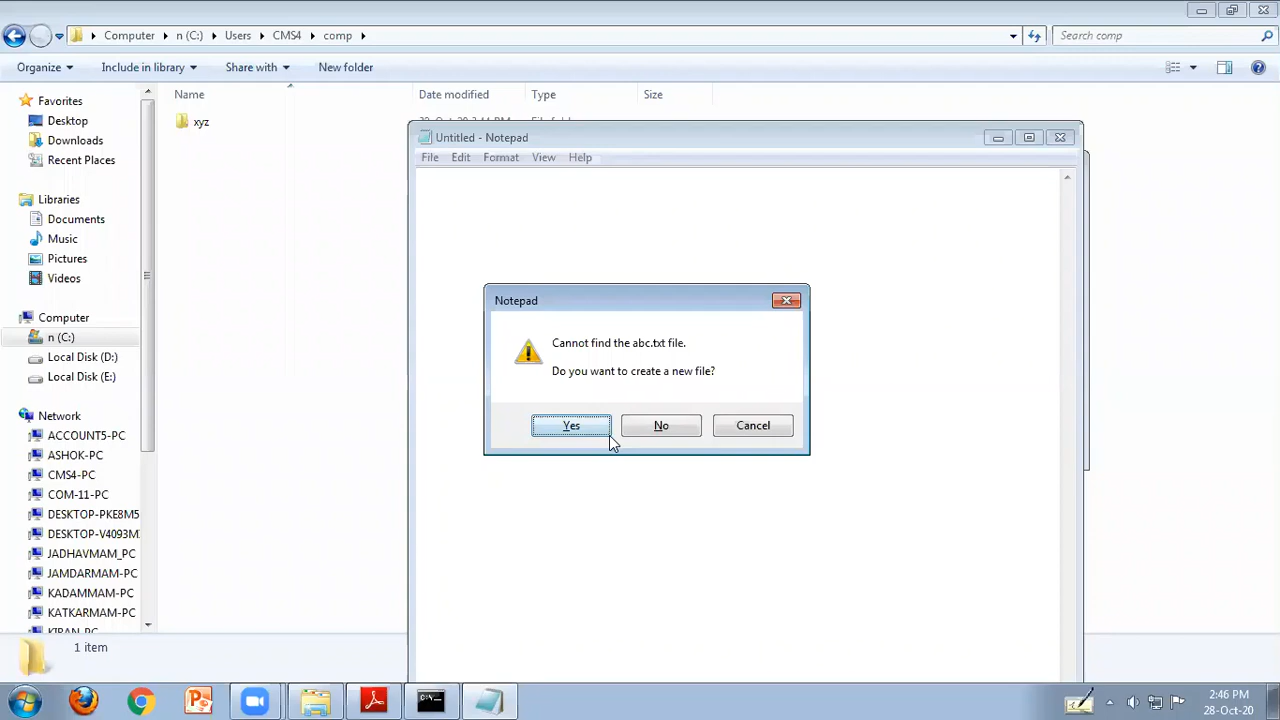 Computer
n (C:)
Users
CMS4
comp
Search comp
Organize
Include in library
Share with
New folder
Favorites
Desktop
Downloads
Recent Places
Libraries
Documents
Music
Pictures
Videos
Computer
n (C:)
Local Disk (D:)
Local Disk (E:)
Network
ACCOUNT5-PC
ASHOK-PC
CMS4-PC
COM-11-PC
DESKTOP-PKE8M5
DESKTOP-V4093M
JADHAVMAM_PC
JAMDARMAM-PC
KADAMMAM-PC
KATKARMAM-PC
KIRAN-PC
Name
Date modified
Type
Size
xyz
Untitled - Notepad
File Edit Format View Help
Notepad
Cannot find the abc.txt file.
Do you want to create a new file?
Yes
No
Cancel
1 item
2:46 PM
28-Oct-20